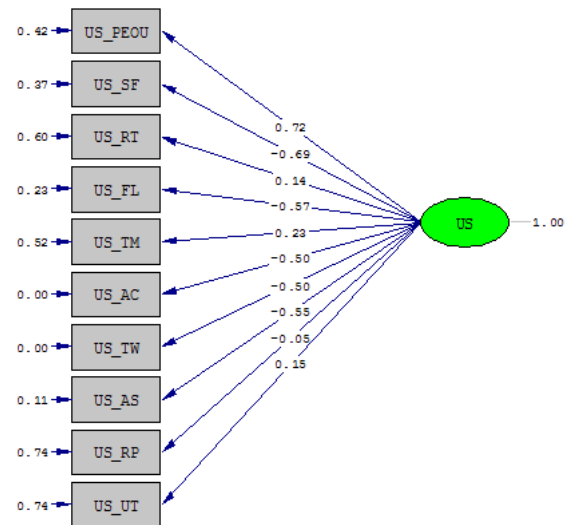 0.42 US_PEOU
0.37 US_SF
0.60 US_RT
0.23 US_FL
0.52 US_TM
0.00 US_AC
0.00 US_TW
0.11 US_AS
0.74 US_RP
0.74 US_UT
0.72
-0.69
0.14
-0.57
0.23
-0.50
-0.50
-0.55
-0.05
0.15
US 1.00